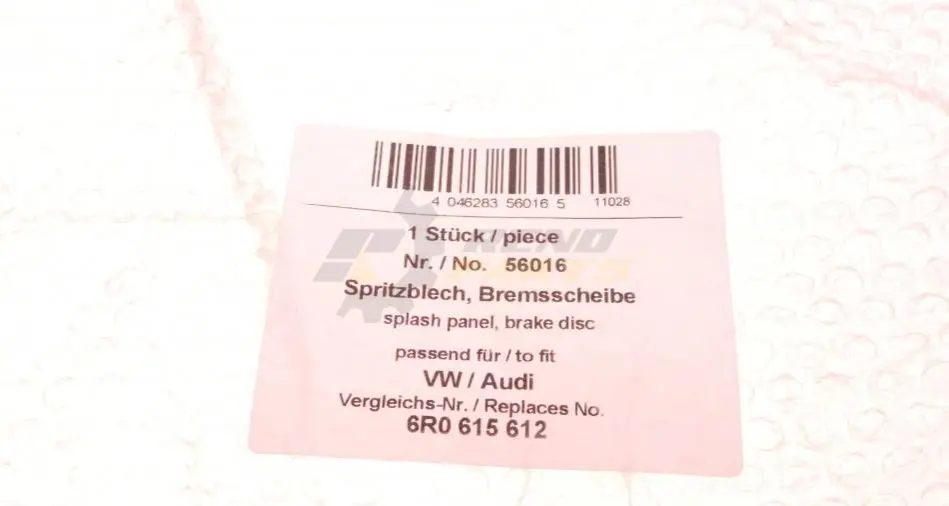 4 046283 56016 5 11028
1 Stück / piece
Nr. / No. 56016
Spritzblech, Bremsscheibe
splash panel, brake disc
passend für / to fit
VW / Audi
Vergleichs-Nr. / Replaces No.
6R0 615 612